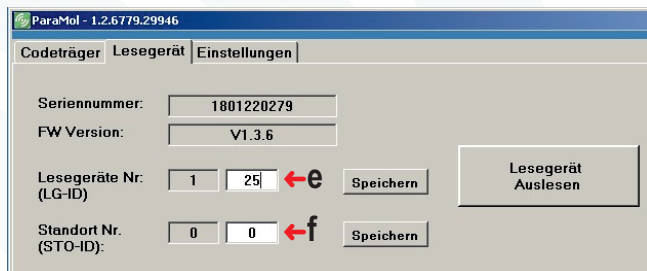 ParaMol - 1.2.6779.29946
Codeträger Lesegerät Einstellungen
Seriennummer: 1801220279
FW Version: V1.3.6
Lesegeräte Nr: 1 25 e Speichern
(LG-ID)
Lesegerät
Auslesen
Standort Nr. 0 0 f Speichern
(STO-ID):